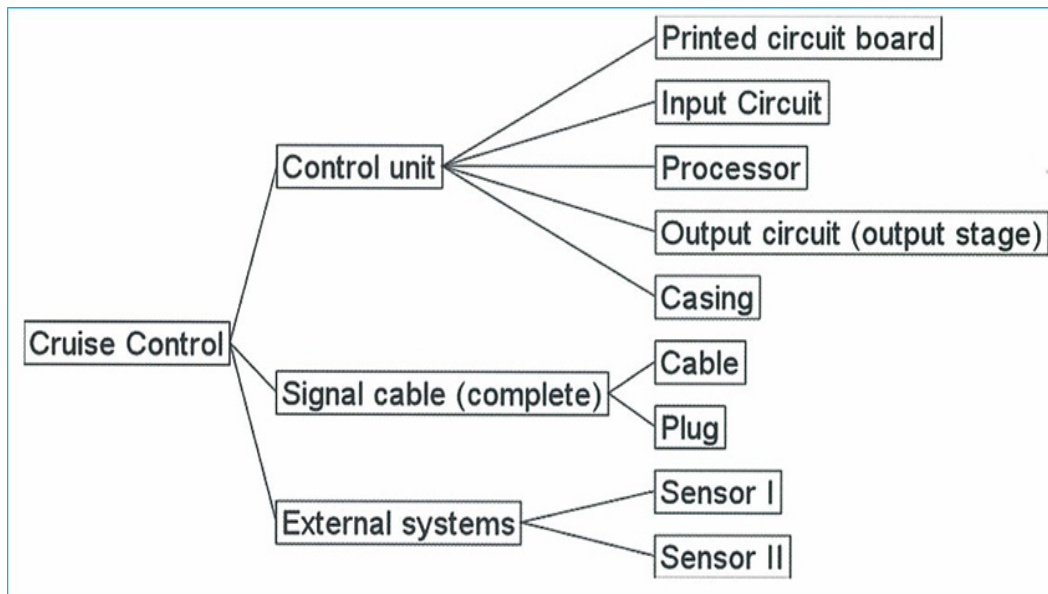 Printed circuit board
Input Circuit
Control unit
Processor
Output circuit (output stage)
Casing
Cruise Control
Cable
Signal cable (complete)
Plug
Sensor I
External systems
Sensor II